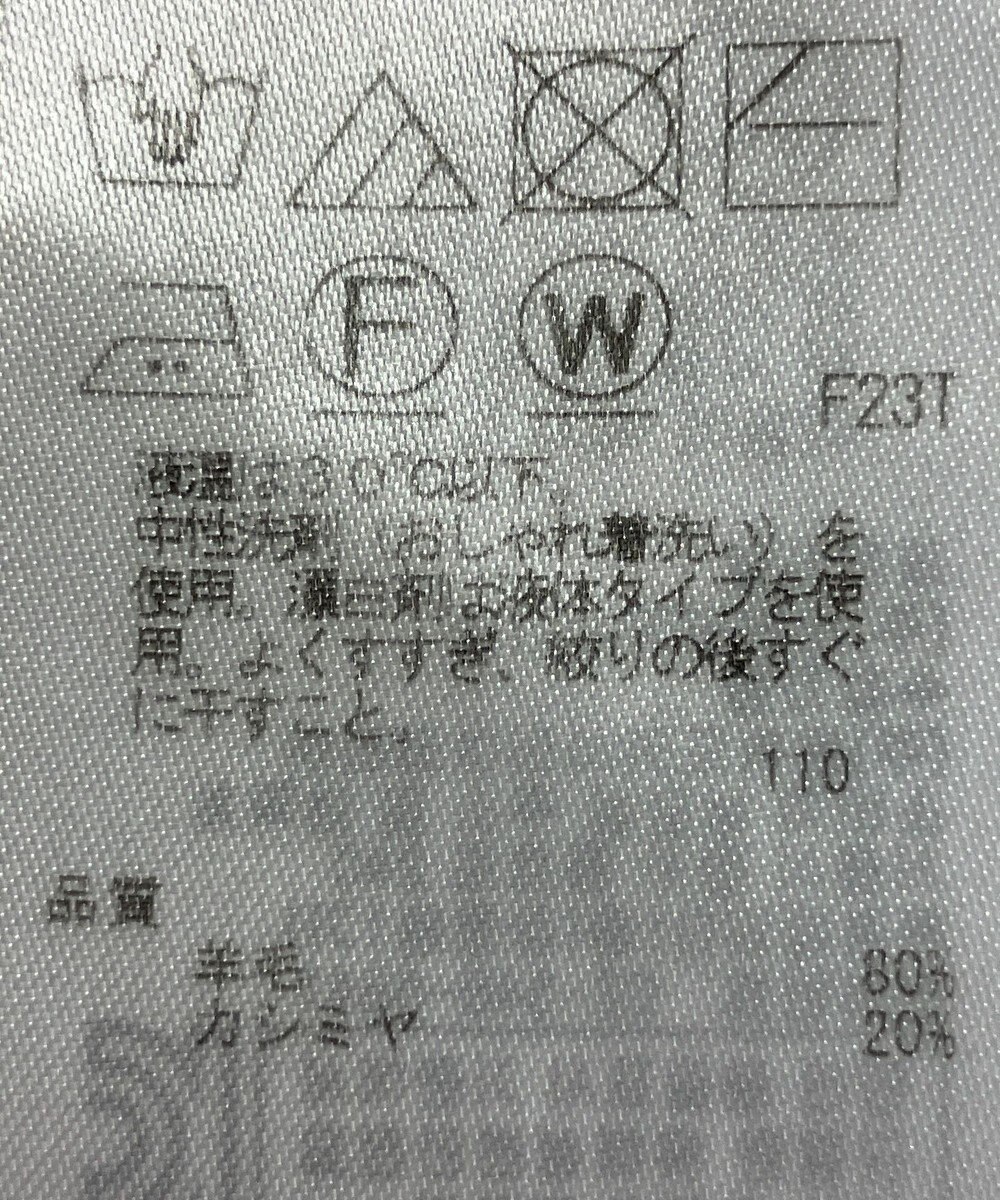 F
W
F23T
液温は30℃以下。
中性洗剤(おしゃれ着洗い)を
使用。漂白剤は液体タイプを使
用。よくすすぎ、絞りの後すぐ
に干すこと。
110
品質
羊毛 80%
カシミヤ 20%